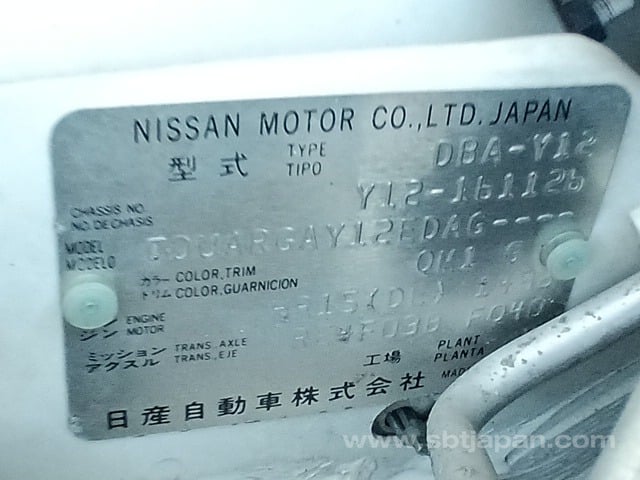 NISSAN MOTOR CO., LTD. JAPAN
型式 TYPE TIPO DBA-Y12
CHASSIS NO. NO. DE CHASIS Y12-161126
MODEL MODELO
カラー COLOR, TRIM QM1 G
トリム COLOR, GUARNICION
ENGINE MOTOR
ミッション TRANS. AXLE
アクスル TRANS. EJE
工場 PLANT PLANTA
日産自動車株式会社 MADE
www.sbtjapan.com